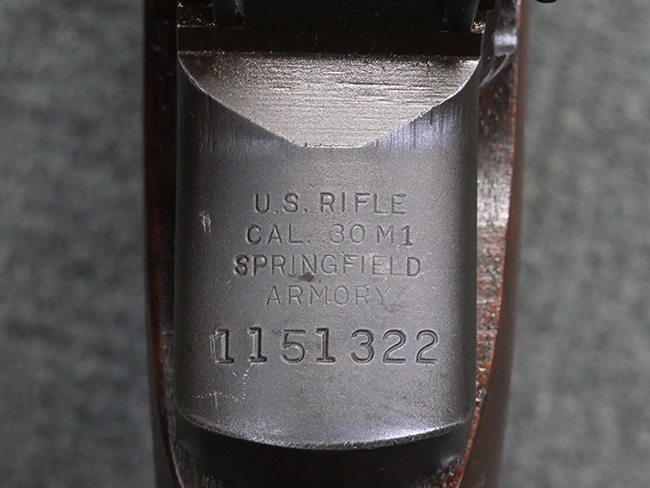 U.S. RIFLE
CAL. .30 M1
SPRINGFIELD
ARMORY
1151322